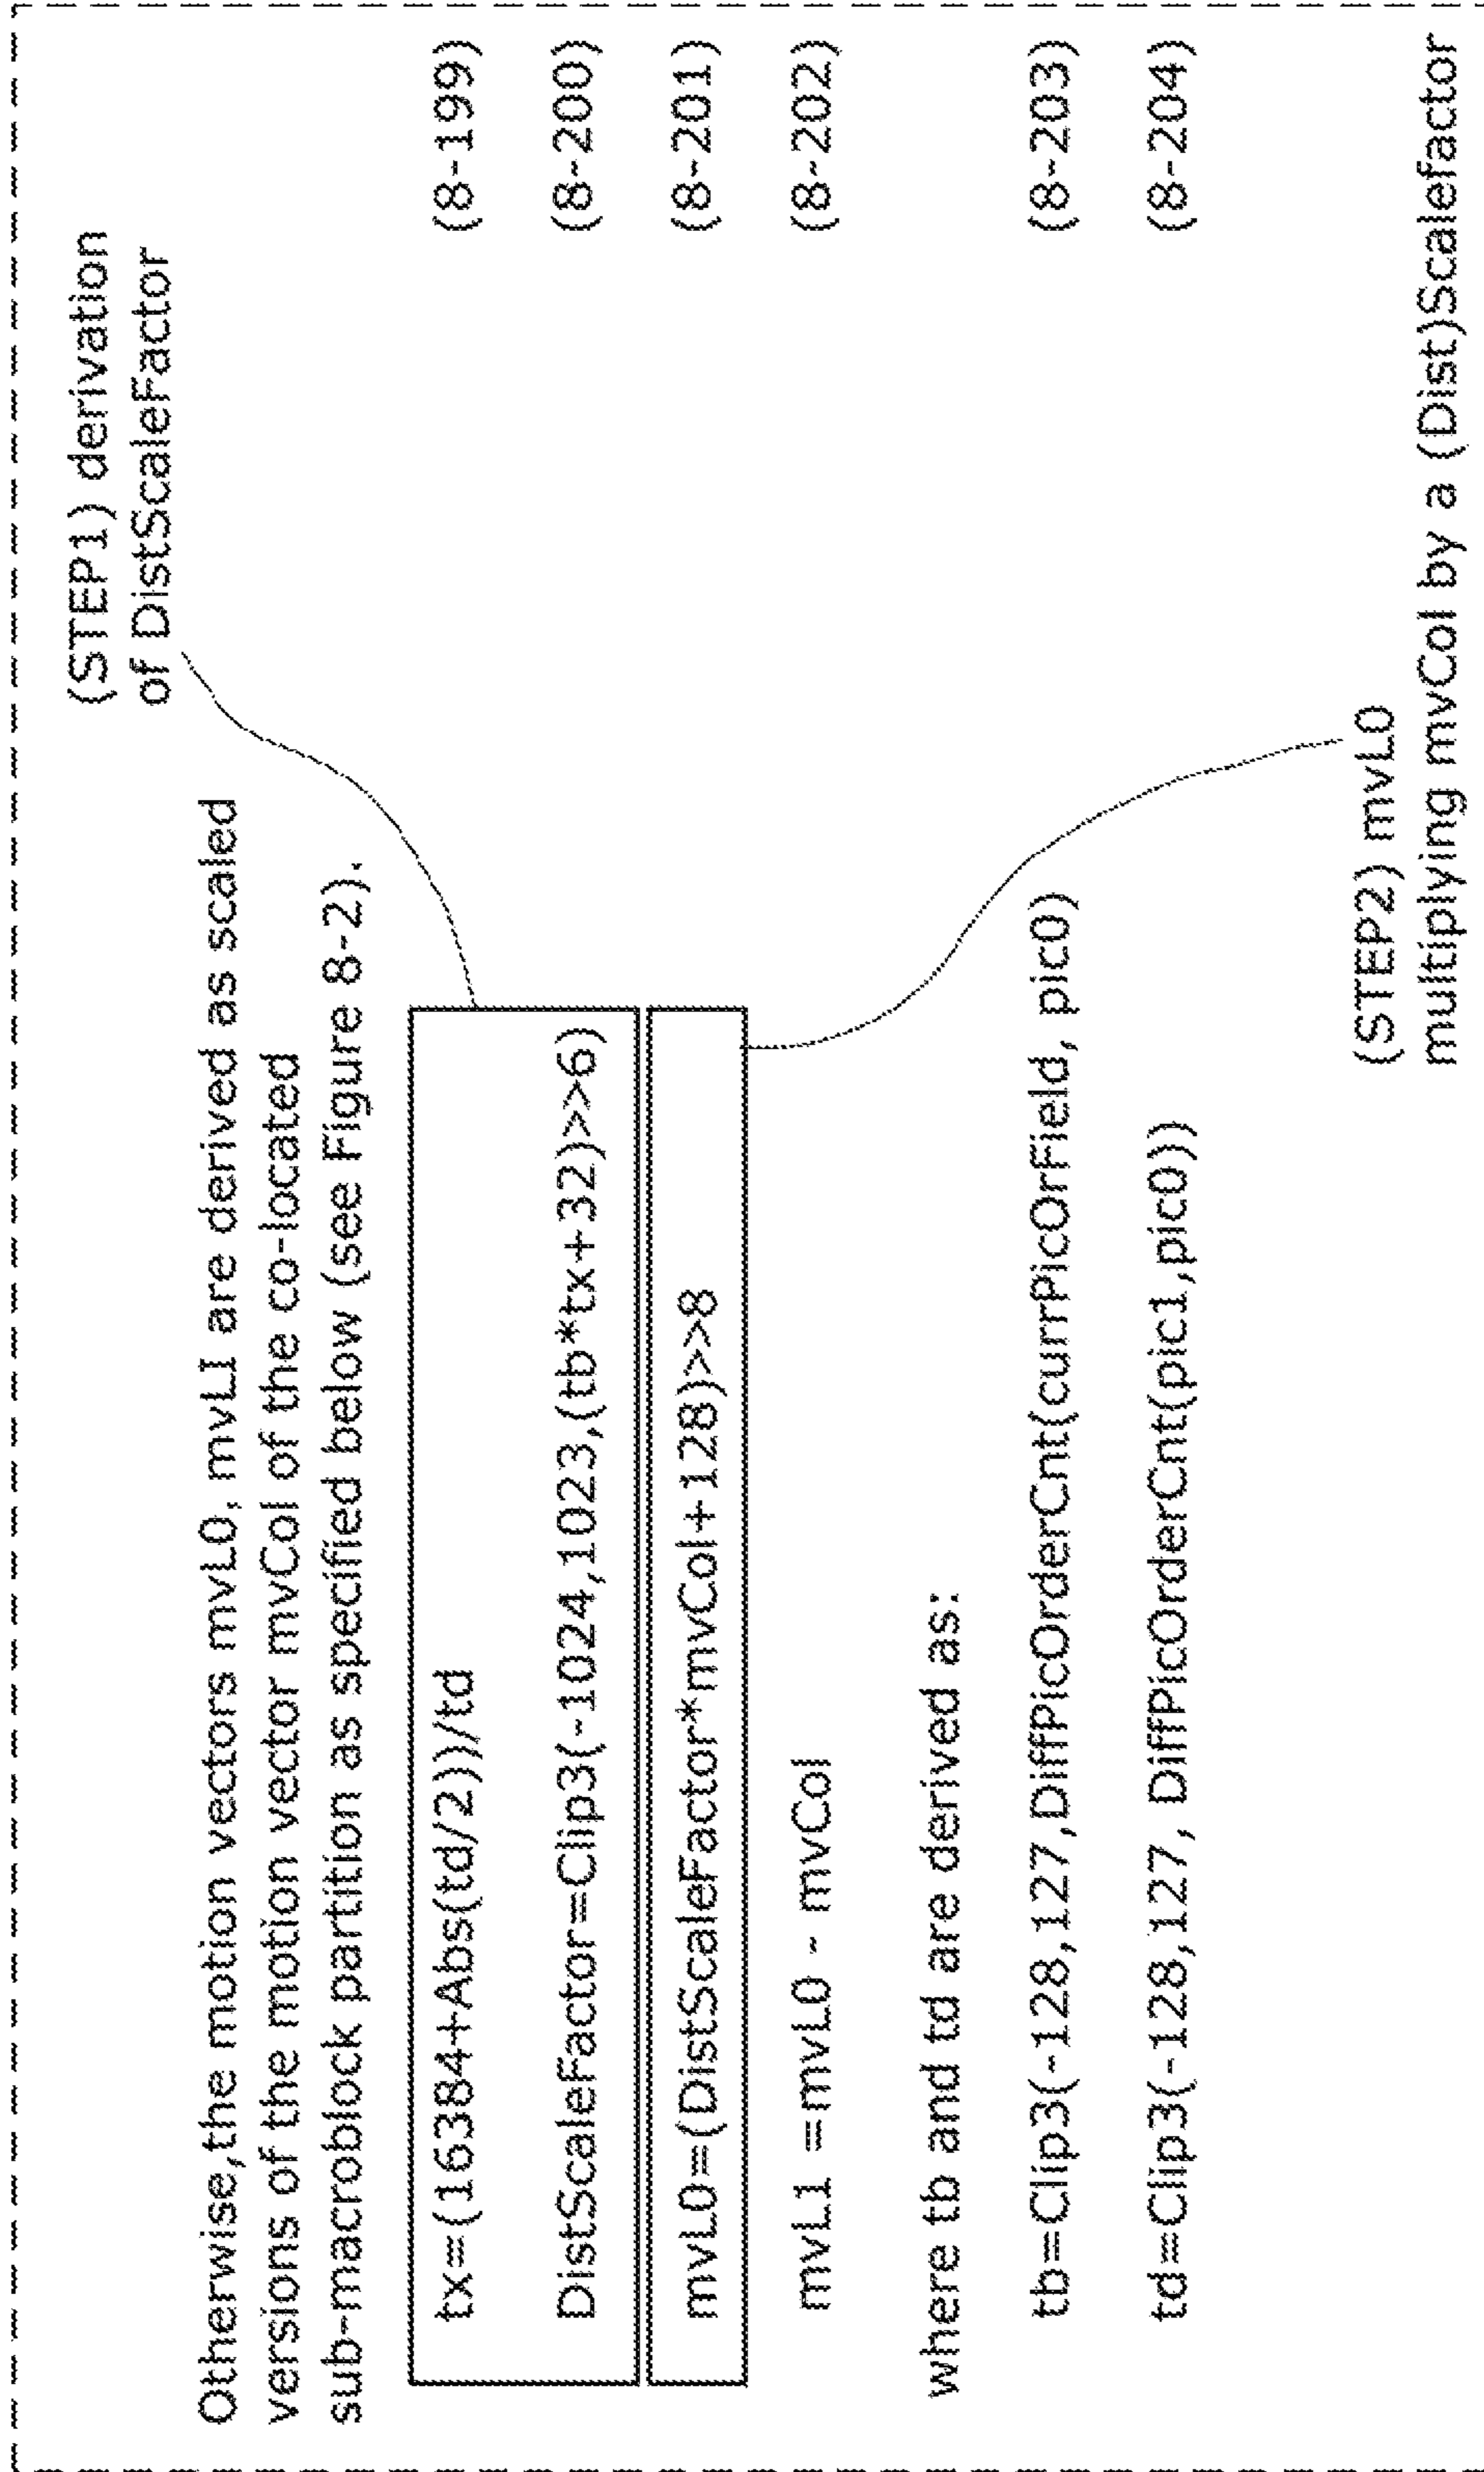 (STEP1) derivation
of DistScaleFactor
Otherwise,the motion vectors mvL0, mvLI are derived as scaled
versions of the motion vector mvCol of the co-located
sub-macroblock partition as specified below (see Figure 8-2).
tx=(16384+Abs(td/2))/td (8-199)
DistScaleFactor=Clip3(-1024,1023,(tb*tx+32)>>6) (8-200)
mvL0=(DistScaleFactor*mvCol+128)>>8 (8-201)
mvL1 =mvL0 - mvCol (8-202)
where tb and td are derived as:
tb=Clip3(-128,127,DiffPicOrderCnt(currPicOrField, pic0) (8-203)
td=Clip3(-128,127, DiffPicOrderCnt(pic1,pic0)) (8-204)
(STEP2) mvL0
multiplying mvCol by a (Dist)Scalefactor